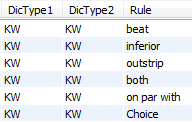 DicType1 DicType2 Rule
KW KW beat
KW KW inferior
KW KW outstrip
KW KW both
KW KW on par with
KW KW Choice